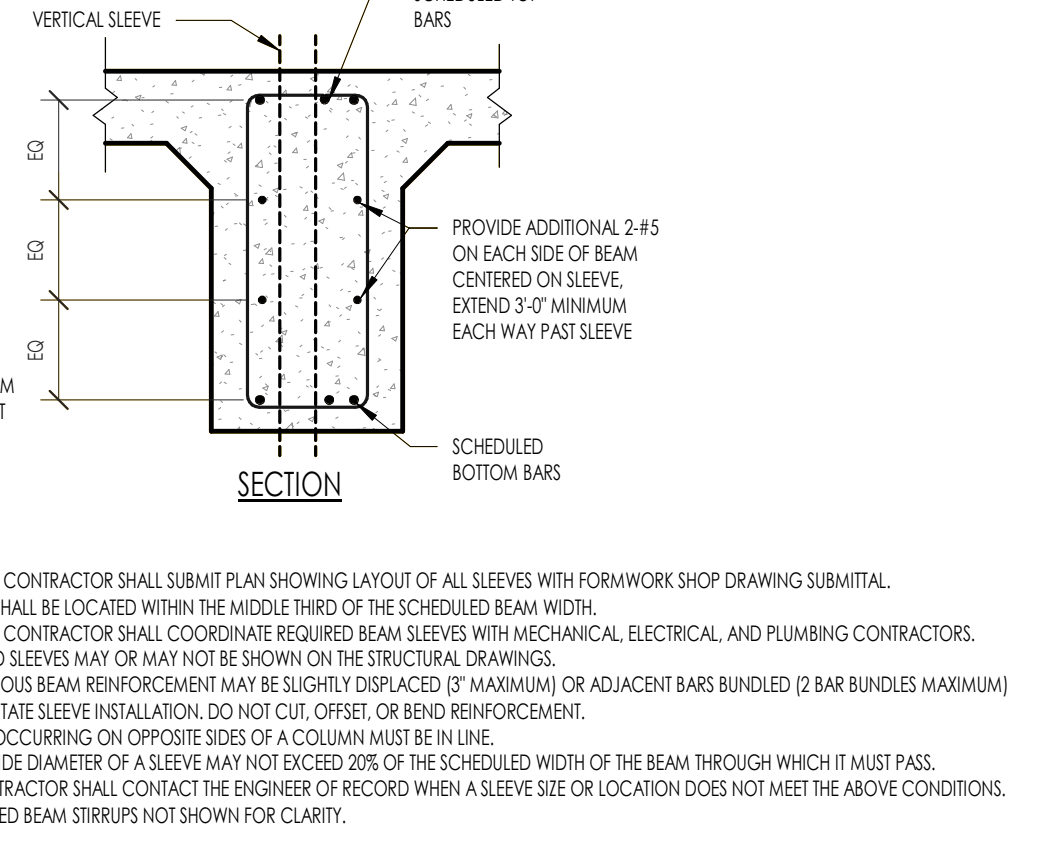 VERTICAL SLEEVE
BARS
EQ
EQ
EQ
PROVIDE ADDITIONAL 2-#5
ON EACH SIDE OF BEAM
CENTERED ON SLEEVE,
EXTEND 3'-0" MINIMUM
EACH WAY PAST SLEEVE
SCHEDULED
BOTTOM BARS
SECTION
CONTRACTOR SHALL SUBMIT PLAN SHOWING LAYOUT OF ALL SLEEVES WITH FORMWORK SHOP DRAWING SUBMITTAL.
HALL BE LOCATED WITHIN THE MIDDLE THIRD OF THE SCHEDULED BEAM WIDTH.
CONTRACTOR SHALL COORDINATE REQUIRED BEAM SLEEVES WITH MECHANICAL, ELECTRICAL, AND PLUMBING CONTRACTORS.
SLEEVES MAY OR MAY NOT BE SHOWN ON THE STRUCTURAL DRAWINGS.
OUS BEAM REINFORCEMENT MAY BE SLIGHTLY DISPLACED (3" MAXIMUM) OR ADJACENT BARS BUNDLED (2 BAR BUNDLES MAXIMUM)
TATE SLEEVE INSTALLATION. DO NOT CUT, OFFSET, OR BEND REINFORCEMENT.
OCCURRING ON OPPOSITE SIDES OF A COLUMN MUST BE IN LINE.
IDE DIAMETER OF A SLEEVE MAY NOT EXCEED 20% OF THE SCHEDULED WIDTH OF THE BEAM THROUGH WHICH IT MUST PASS.
TRACTOR SHALL CONTACT THE ENGINEER OF RECORD WHEN A SLEEVE SIZE OR LOCATION DOES NOT MEET THE ABOVE CONDITIONS.
ED BEAM STIRRUPS NOT SHOWN FOR CLARITY.